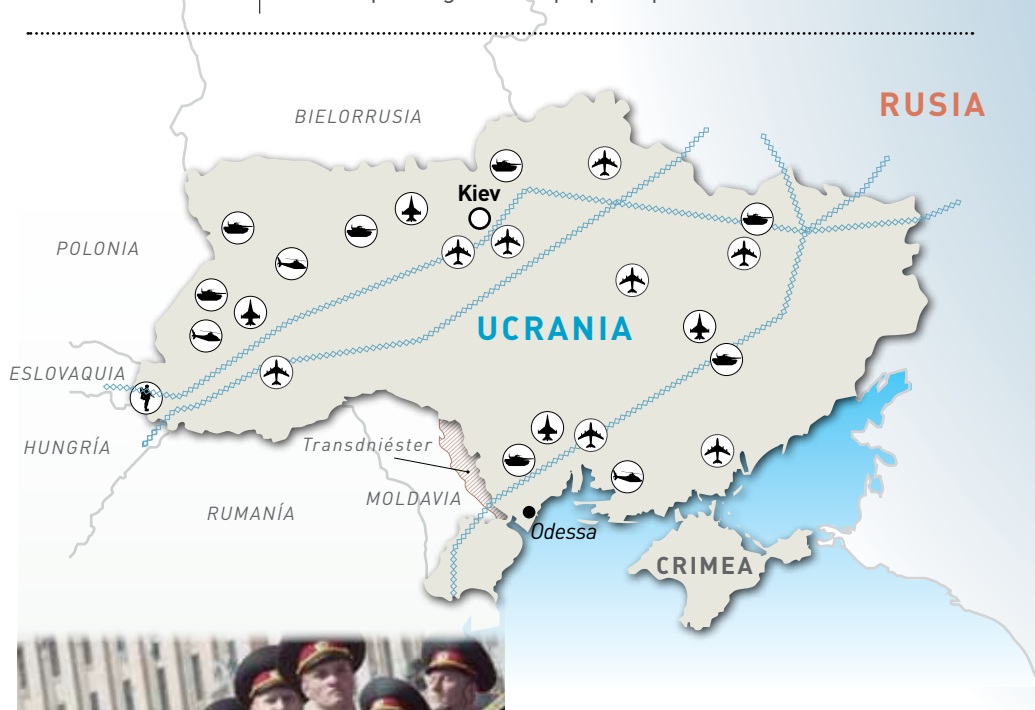 RUSIA
BIELORRUSIA
Kiev
POLONIA
UCRANIA
ESLOVAQUIA
HUNGRÍA
Transdniéster
MOLDAVIA
RUMANÍA
Odessa
CRIMEA